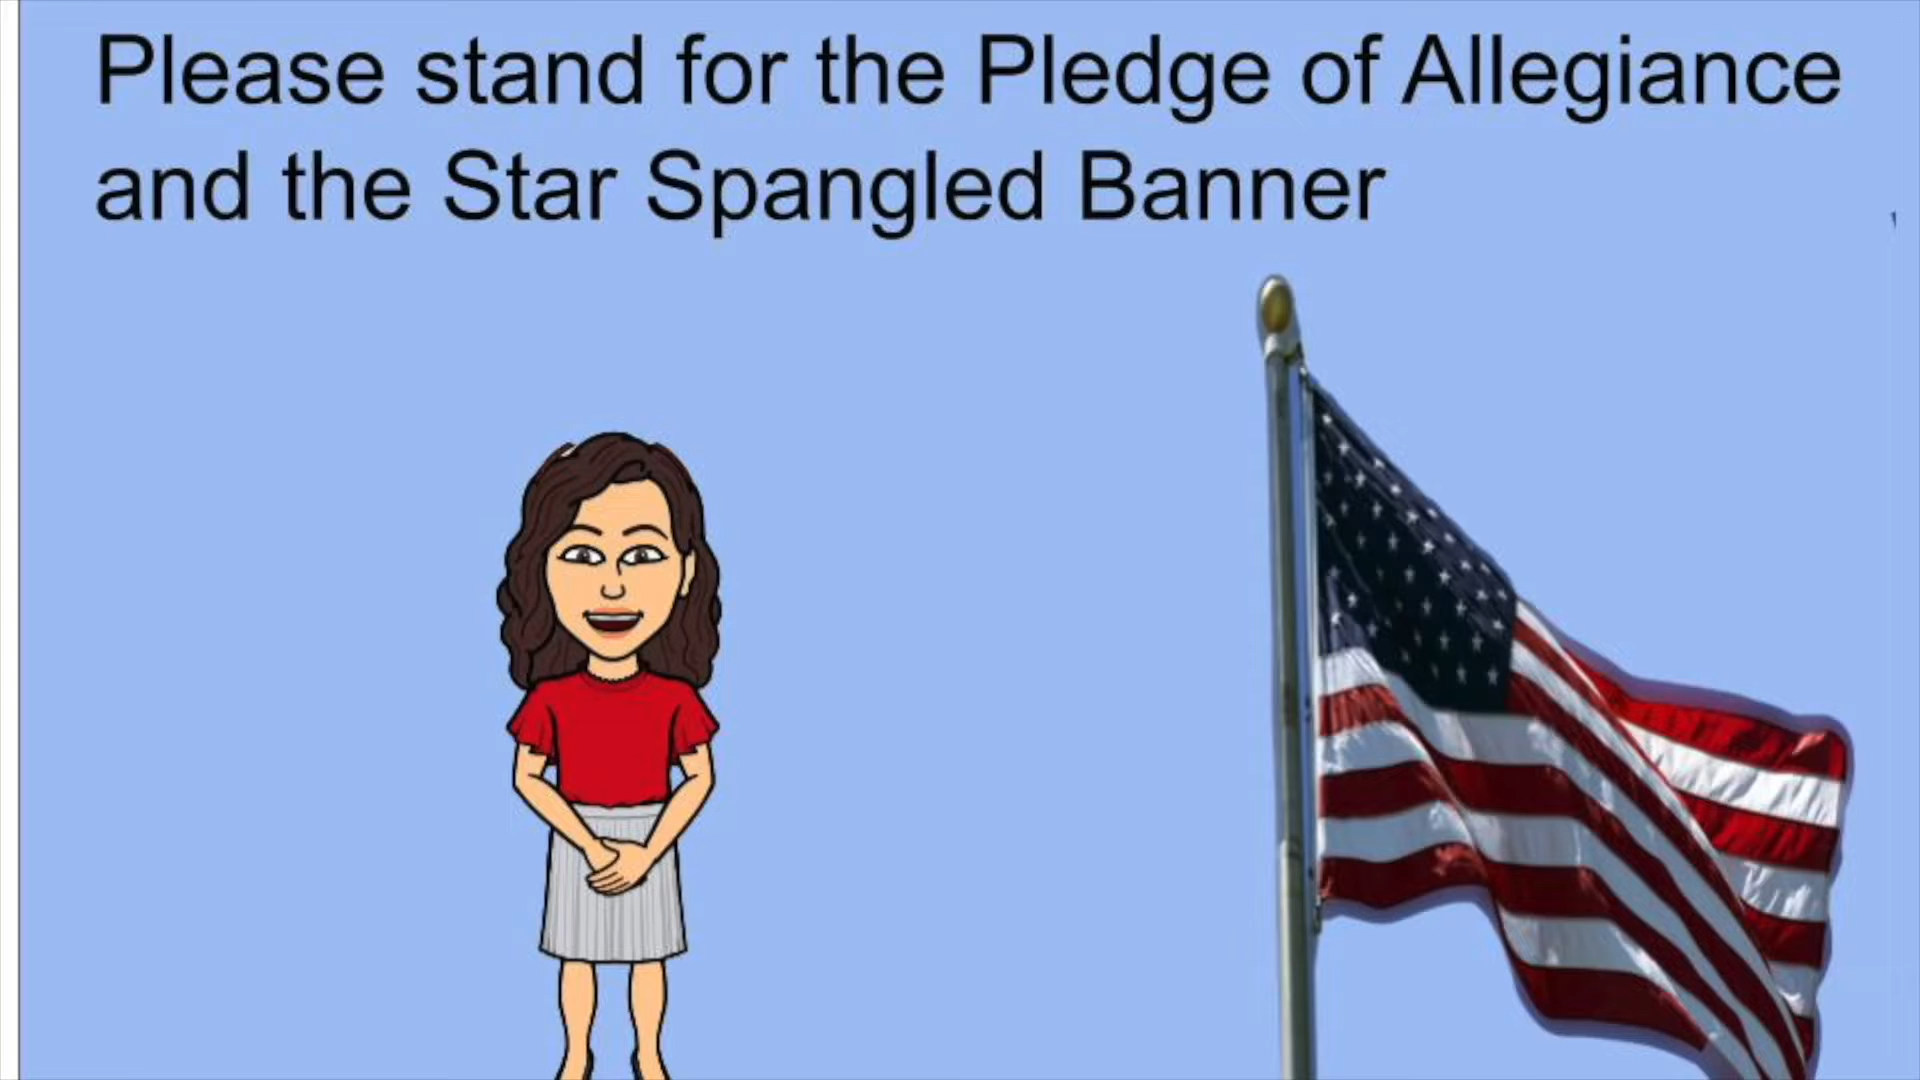 Please stand for the Pledge of Allegiance
and the Star Spangled Banner